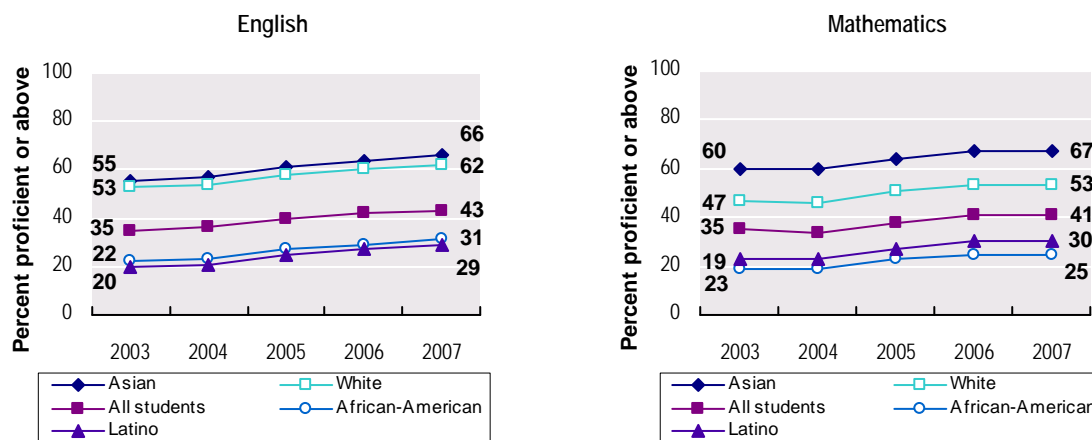 English
Percent proficient or above
100
80
60
40
20
0
55
53
35
22
20
66
62
43
31
29
2003 2004 2005 2006 2007
Asian White
All students African-American
Latino
Mathematics
Percent proficient or above
100
80
60
40
20
0
60
47
35
19
23
67
53
41
30
25
2003 2004 2005 2006 2007
Asian White
All students African-American
Latino